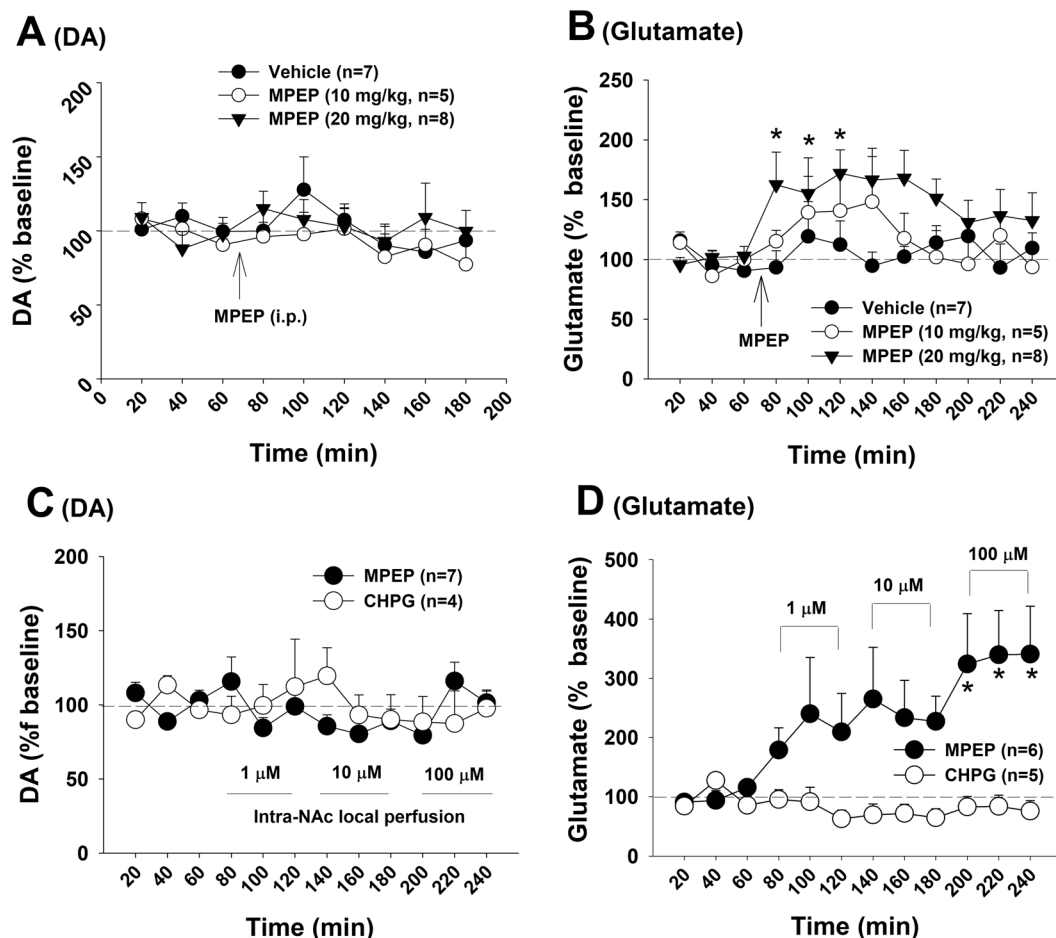 A (DA)
DA (% baseline)
200
150
100
50
0
Vehicle (n=7)
MPEP (10 mg/kg, n=5)
MPEP (20 mg/kg, n=8)
MPEP (i.p.)
0 20 40 60 80 100 120 140 160 180 200
Time (min)
B (Glutamate)
Glutamate (% baseline)
250
200
150
100
50
0
* * *
MPEP
Vehicle (n=7)
MPEP (10 mg/kg, n=5)
MPEP (20 mg/kg, n=8)
20 40 60 80 100 120 140 160 180 200 220 240
Time (min)
C (DA)
DA (%f baseline)
200
150
100
50
0
MPEP (n=7)
CHPG (n=4)
1 μM 10 μM 100 μM
Intra-NAc local perfusion
20 40 60 80 100 120 140 160 180 200 220 240
Time (min)
D (Glutamate)
Glutamate (% baseline)
500
400
300
200
100
0
1 μM 10 μM 100 μM
* * *
MPEP (n=6)
CHPG (n=5)
20 40 60 80 100 120 140 160 180 200 220 240
Time (min)